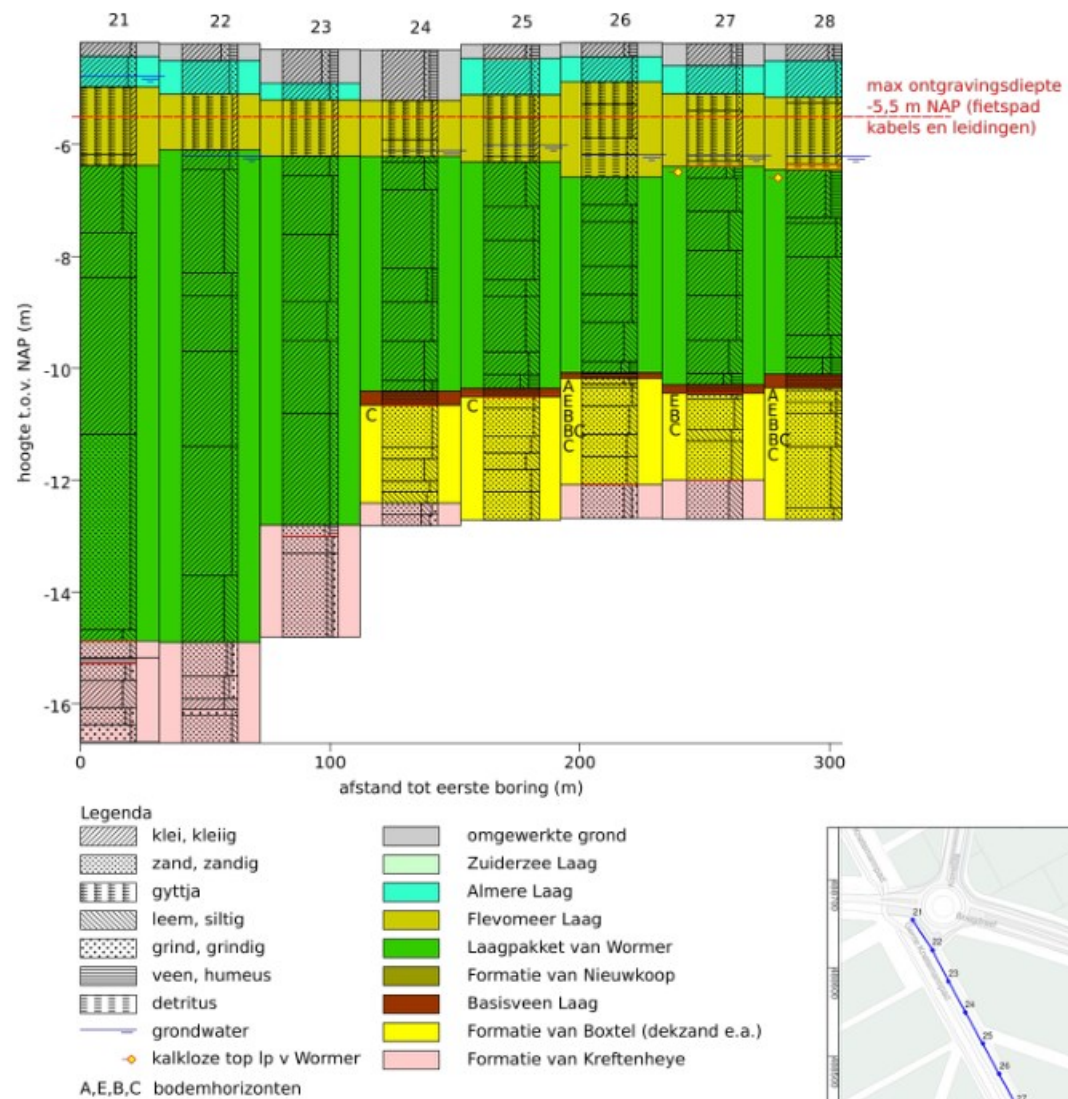 21 22 23 24 25 26 27 28
max ontgravingsdiepte
-5,5 m NAP (fietspad
kabels en leidingen)
-6
-8
-10
-12
-14
-16
hoogte t.o.v. NAP (m)
C
C
A
E
B
BC
C
E
B
C
A
E
B
BC
C
0 100 200 300
afstand tot eerste boring (m)
Legenda
klei, kleiig
zand, zandig
gyttja
leem, siltig
grind, grindig
veen, humeus
detritus
grondwater
kalkloze top lp v Wormer
A,E,B,C bodemhorizonten
omgewerkte grond
Zuiderzee Laag
Almere Laag
Flevomeer Laag
Laagpakket van Wormer
Formatie van Nieuwkoop
Basisveen Laag
Formatie van Boxtel (dekzand e.a.)
Formatie van Kreftenheye
21
22
23
24
25
26
27